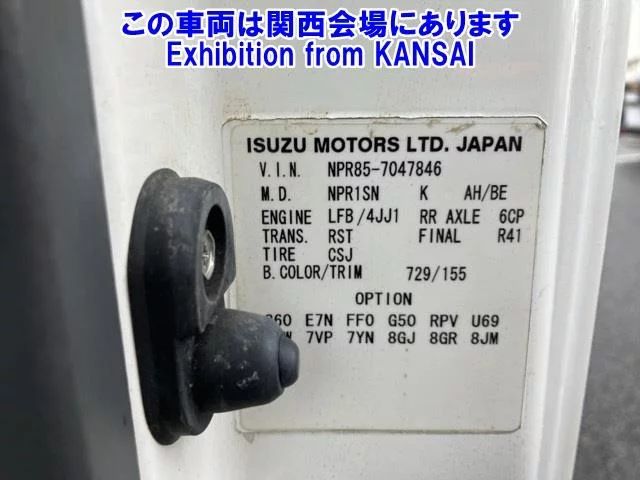 この車両は関西会場にあります
Exhibition from KANSAI
ISUZU MOTORS LTD. JAPAN
V.I.N. NPR85-7047846
M.D. NPR1SN K AH/BE
ENGINE LFB/4JJ1 RR AXLE 6CP
TRANS. RST FINAL R41
TIRE CSJ
B.COLOR/TRIM 729/155
OPTION
E7N FF0 G50 RPV U69
7VP 7YN 8GJ 8GR 8JM